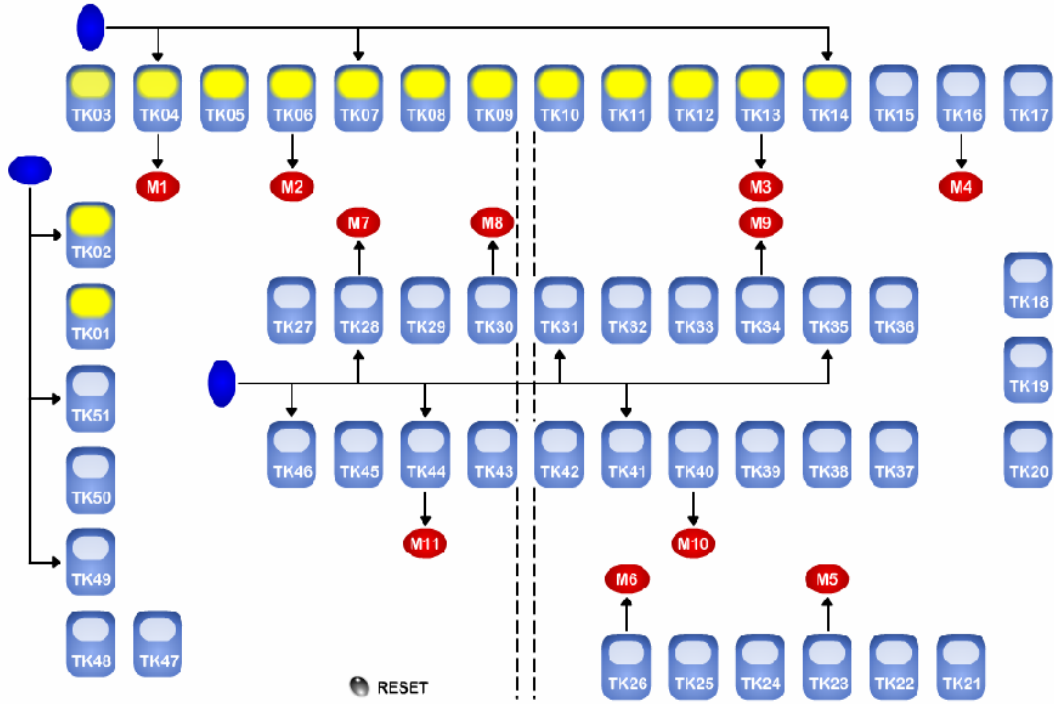 TK03 TK04 TK05 TK06 TK07 TK08 TK09 TK10 TK11 TK12 TK13 TK14 TK15 TK16 TK17
M1 M2 M3 M4
M7 M8 M9
TK02
TK18
TK01
TK27 TK28 TK29 TK30 TK31 TK32 TK33 TK34 TK35 TK36
TK19
TK51
TK46 TK45 TK44 TK43 TK42 TK41 TK40 TK39 TK38 TK37 TK20
TK50
M11 M10
TK49
M6 M5
TK48 TK47
TK26 TK25 TK24 TK23 TK22 TK21
RESET